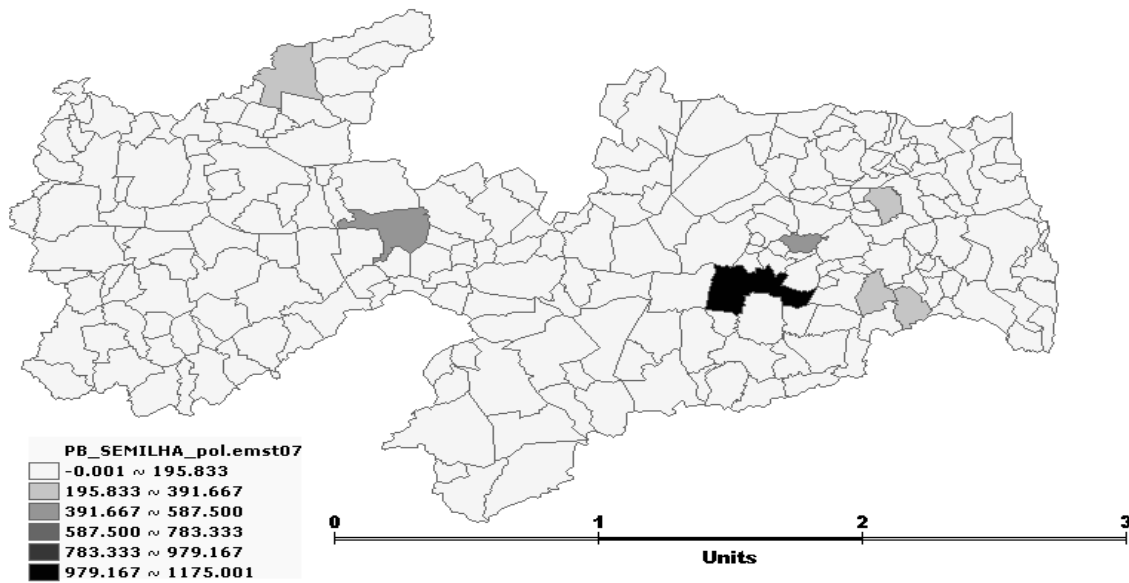 PB_SEMILHA_pol.emst07
-0.001 ~ 195.833
195.833 ~ 391.667
391.667 ~ 587.500
587.500 ~ 783.333
783.333 ~ 979.167
979.167 ~ 1175.001
0 1 2 3
Units